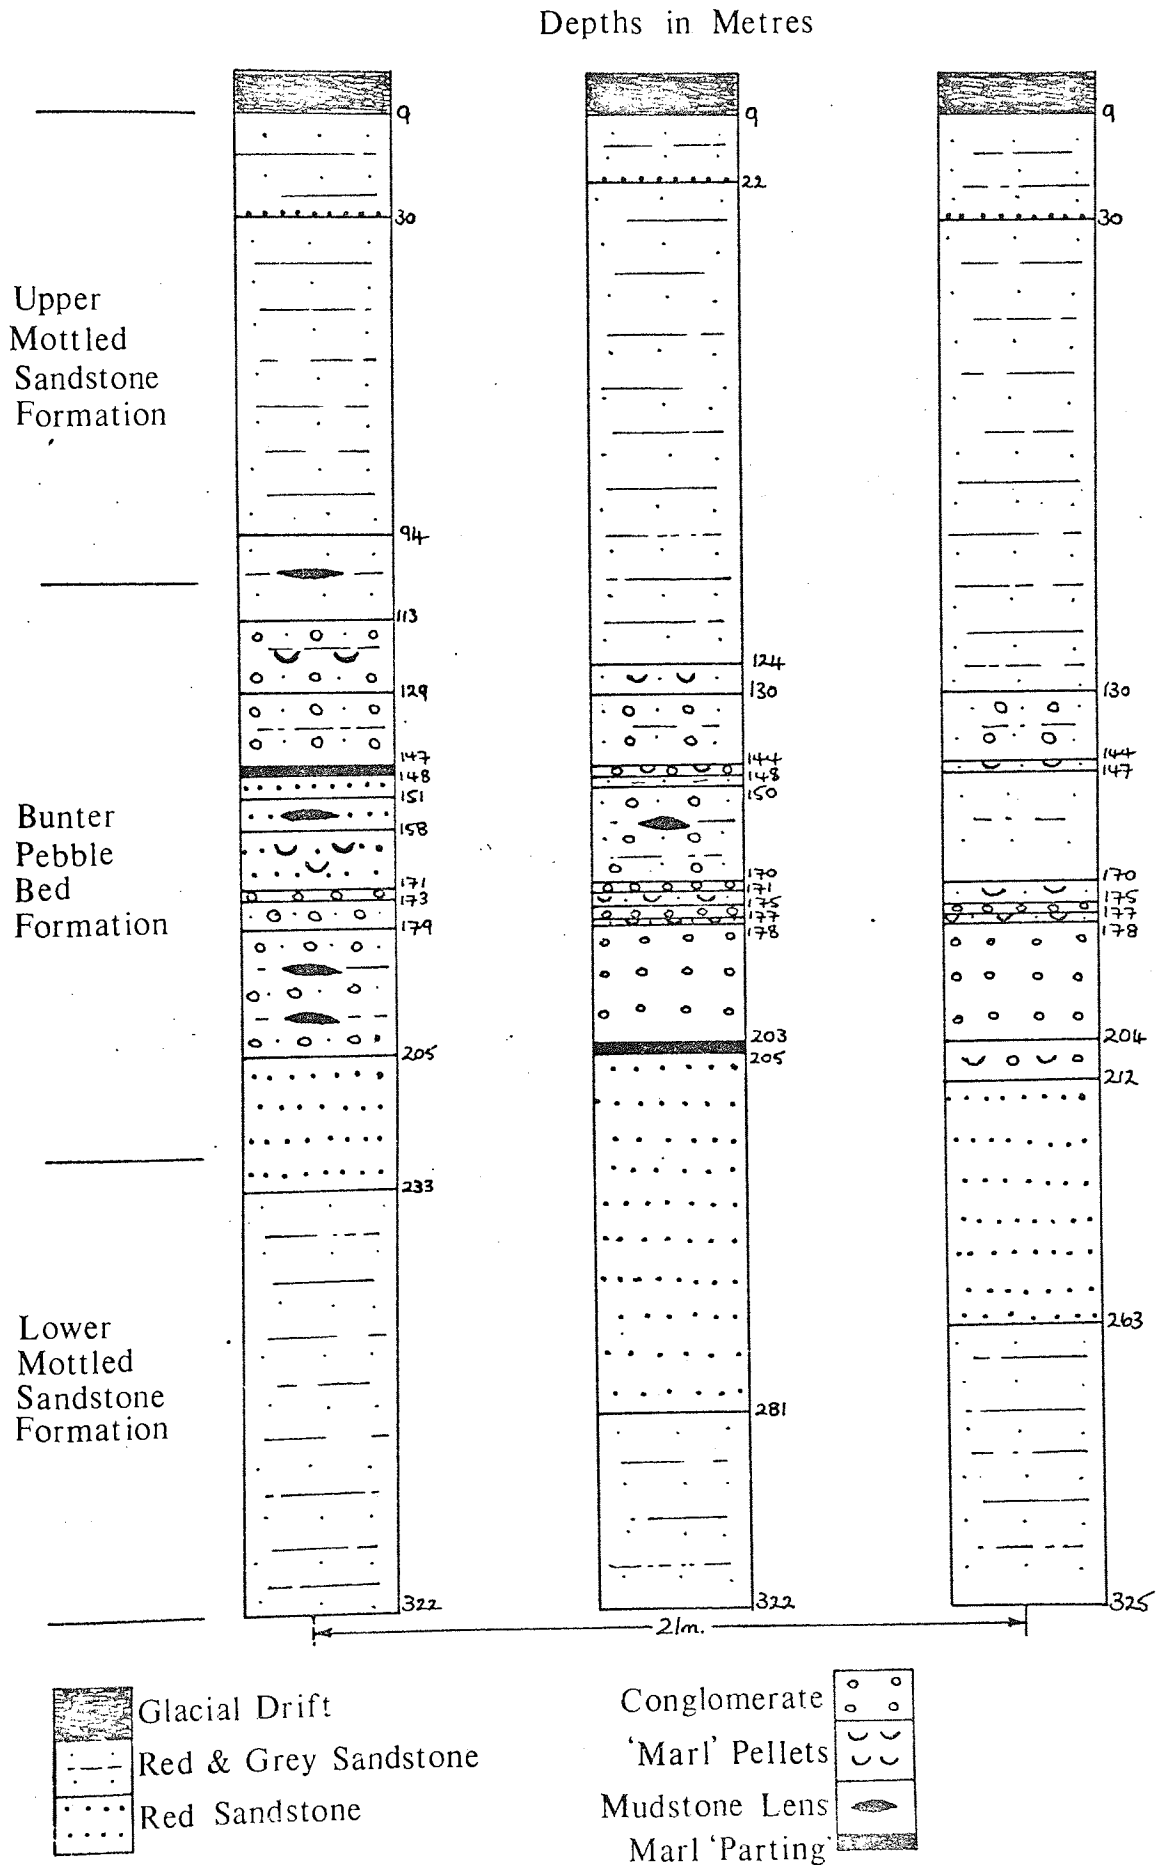 Depths in Metres
9
30
94
113
129
147
148
151
158
171
173
179
205
233
322
9
22
124
130
144
148
150
170
171
175
177
178
203
205
281
322
9
30
130
144
147
170
175
177
178
204
212
263
325
Upper
Mottled
Sandstone
Formation
Bunter
Pebble
Bed
Formation
Lower
Mottled
Sandstone
Formation
21m.
Glacial Drift
Red & Grey Sandstone
Red Sandstone
Conglomerate
'Marl' Pellets
Mudstone Lens
Marl 'Parting'